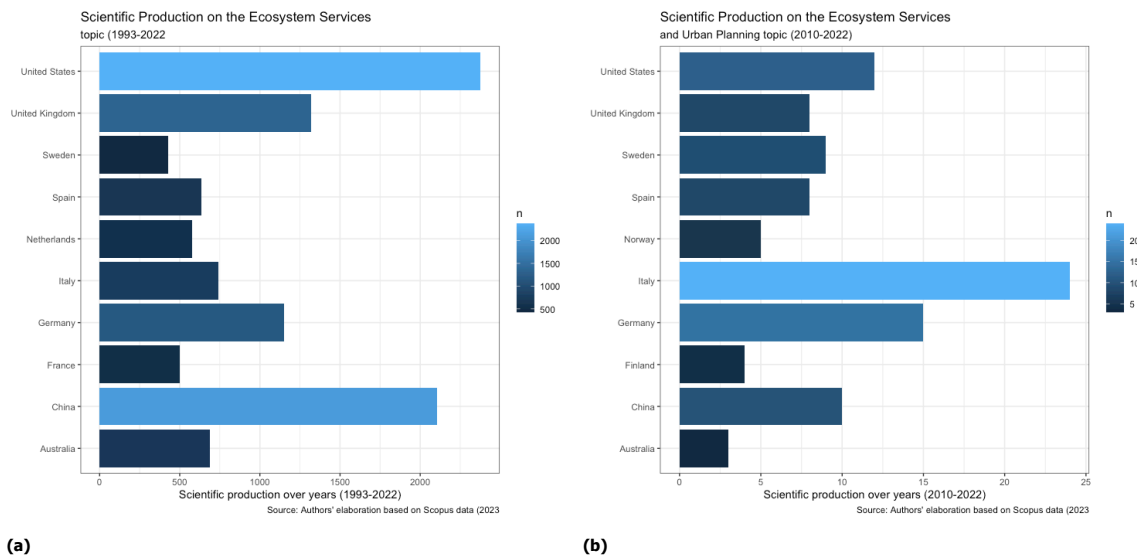 Scientific Production on the Ecosystem Services
topic (1993-2022
United States
United Kingdom
Sweden
Spain
Netherlands
Italy
Germany
France
China
Australia
0
500
1000
1500
2000
Scientific production over years (1993-2022)
Source: Authors' elaboration based on Scopus data (2023
n
2000
1500
1000
500
(a)
Scientific Production on the Ecosystem Services
and Urban Planning topic (2010-2022)
United States
United Kingdom
Sweden
Spain
Norway
Italy
Germany
Finland
China
Australia
0
5
10
15
20
25
Scientific production over years (2010-2022)
Source: Authors' elaboration based on Scopus data (2023
n
20
15
10
5
(b)